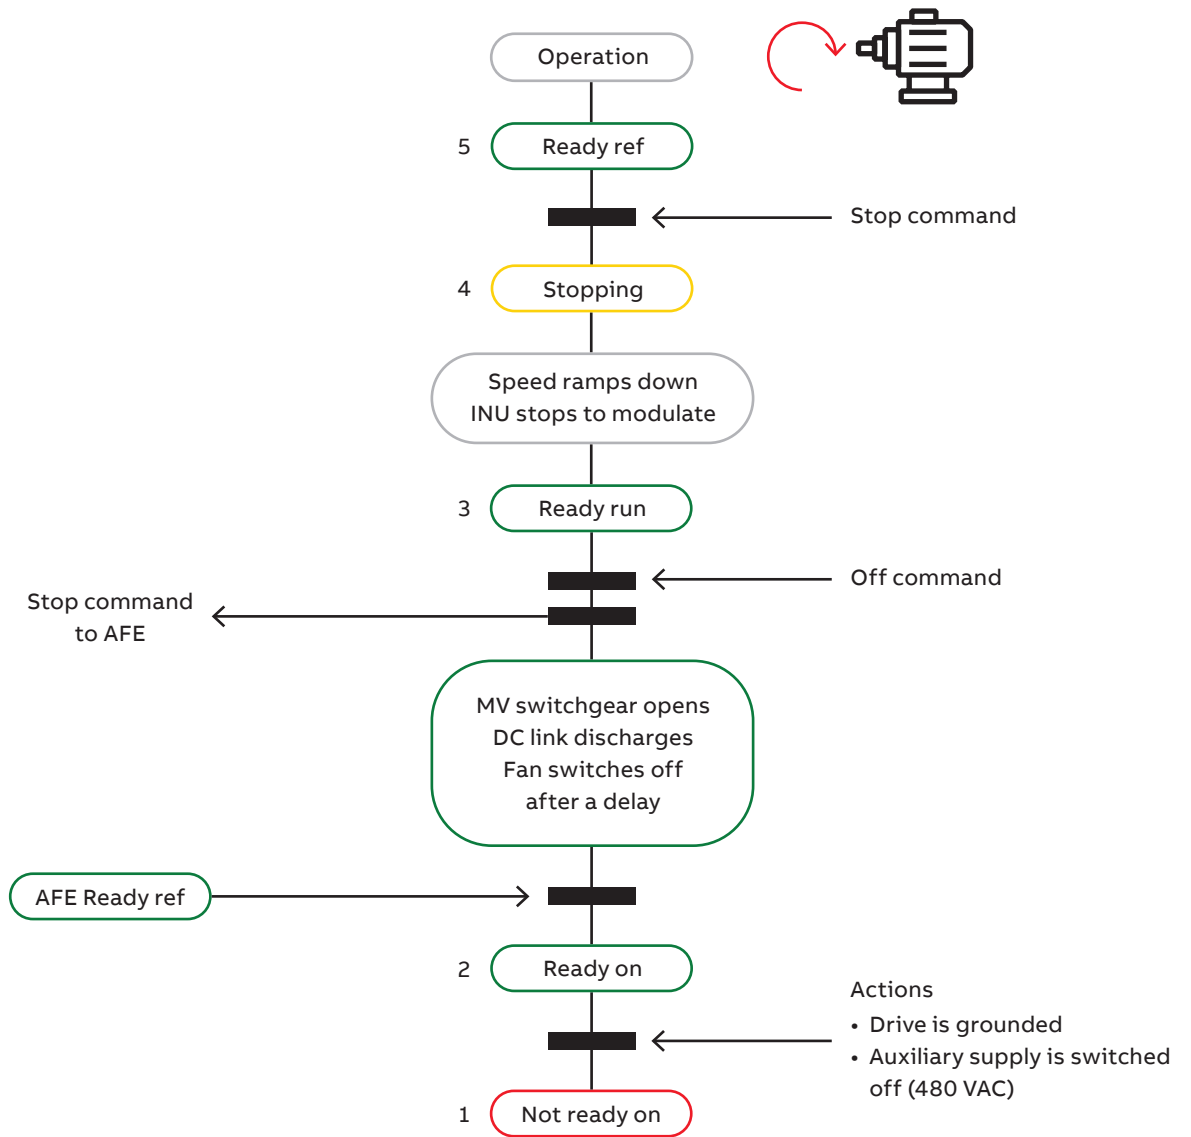 Operation
5
Ready ref
Stop command
4
Stopping
Speed ramps down
INU stops to modulate
3
Ready run
Off command
Stop command
to AFE
MV switchgear opens
DC link discharges
Fan switches off
after a delay
AFE Ready ref
2
Ready on
Actions
• Drive is grounded
• Auxiliary supply is switched
off (480 VAC)
1
Not ready on